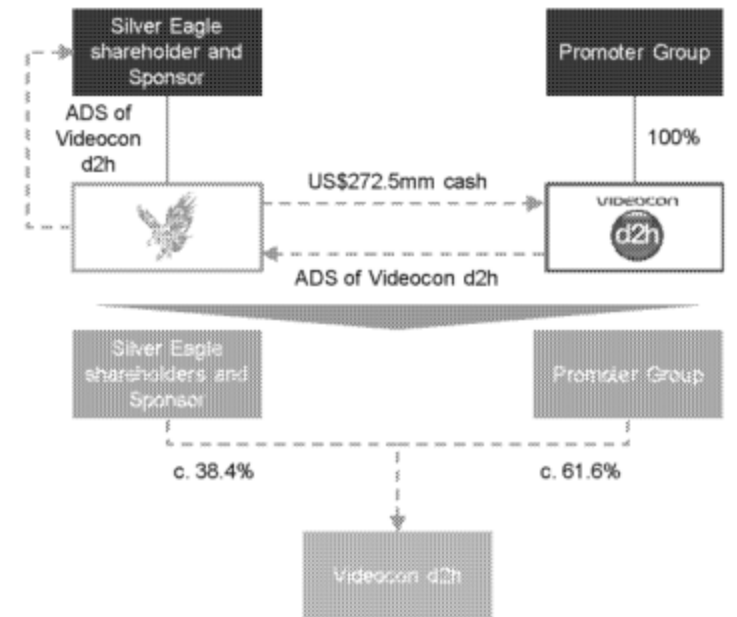 Silver Eagle
shareholder and
Sponsor
Promoter Group
ADS of
Videocon
d2h
100%
US$272.5mm cash
VIDEOCON
d2h
ADS of Videocon d2h
Silver Eagle
shareholders and
Sponsor
Promoter Group
c. 38.4%
c. 61.6%
Videocon d2h